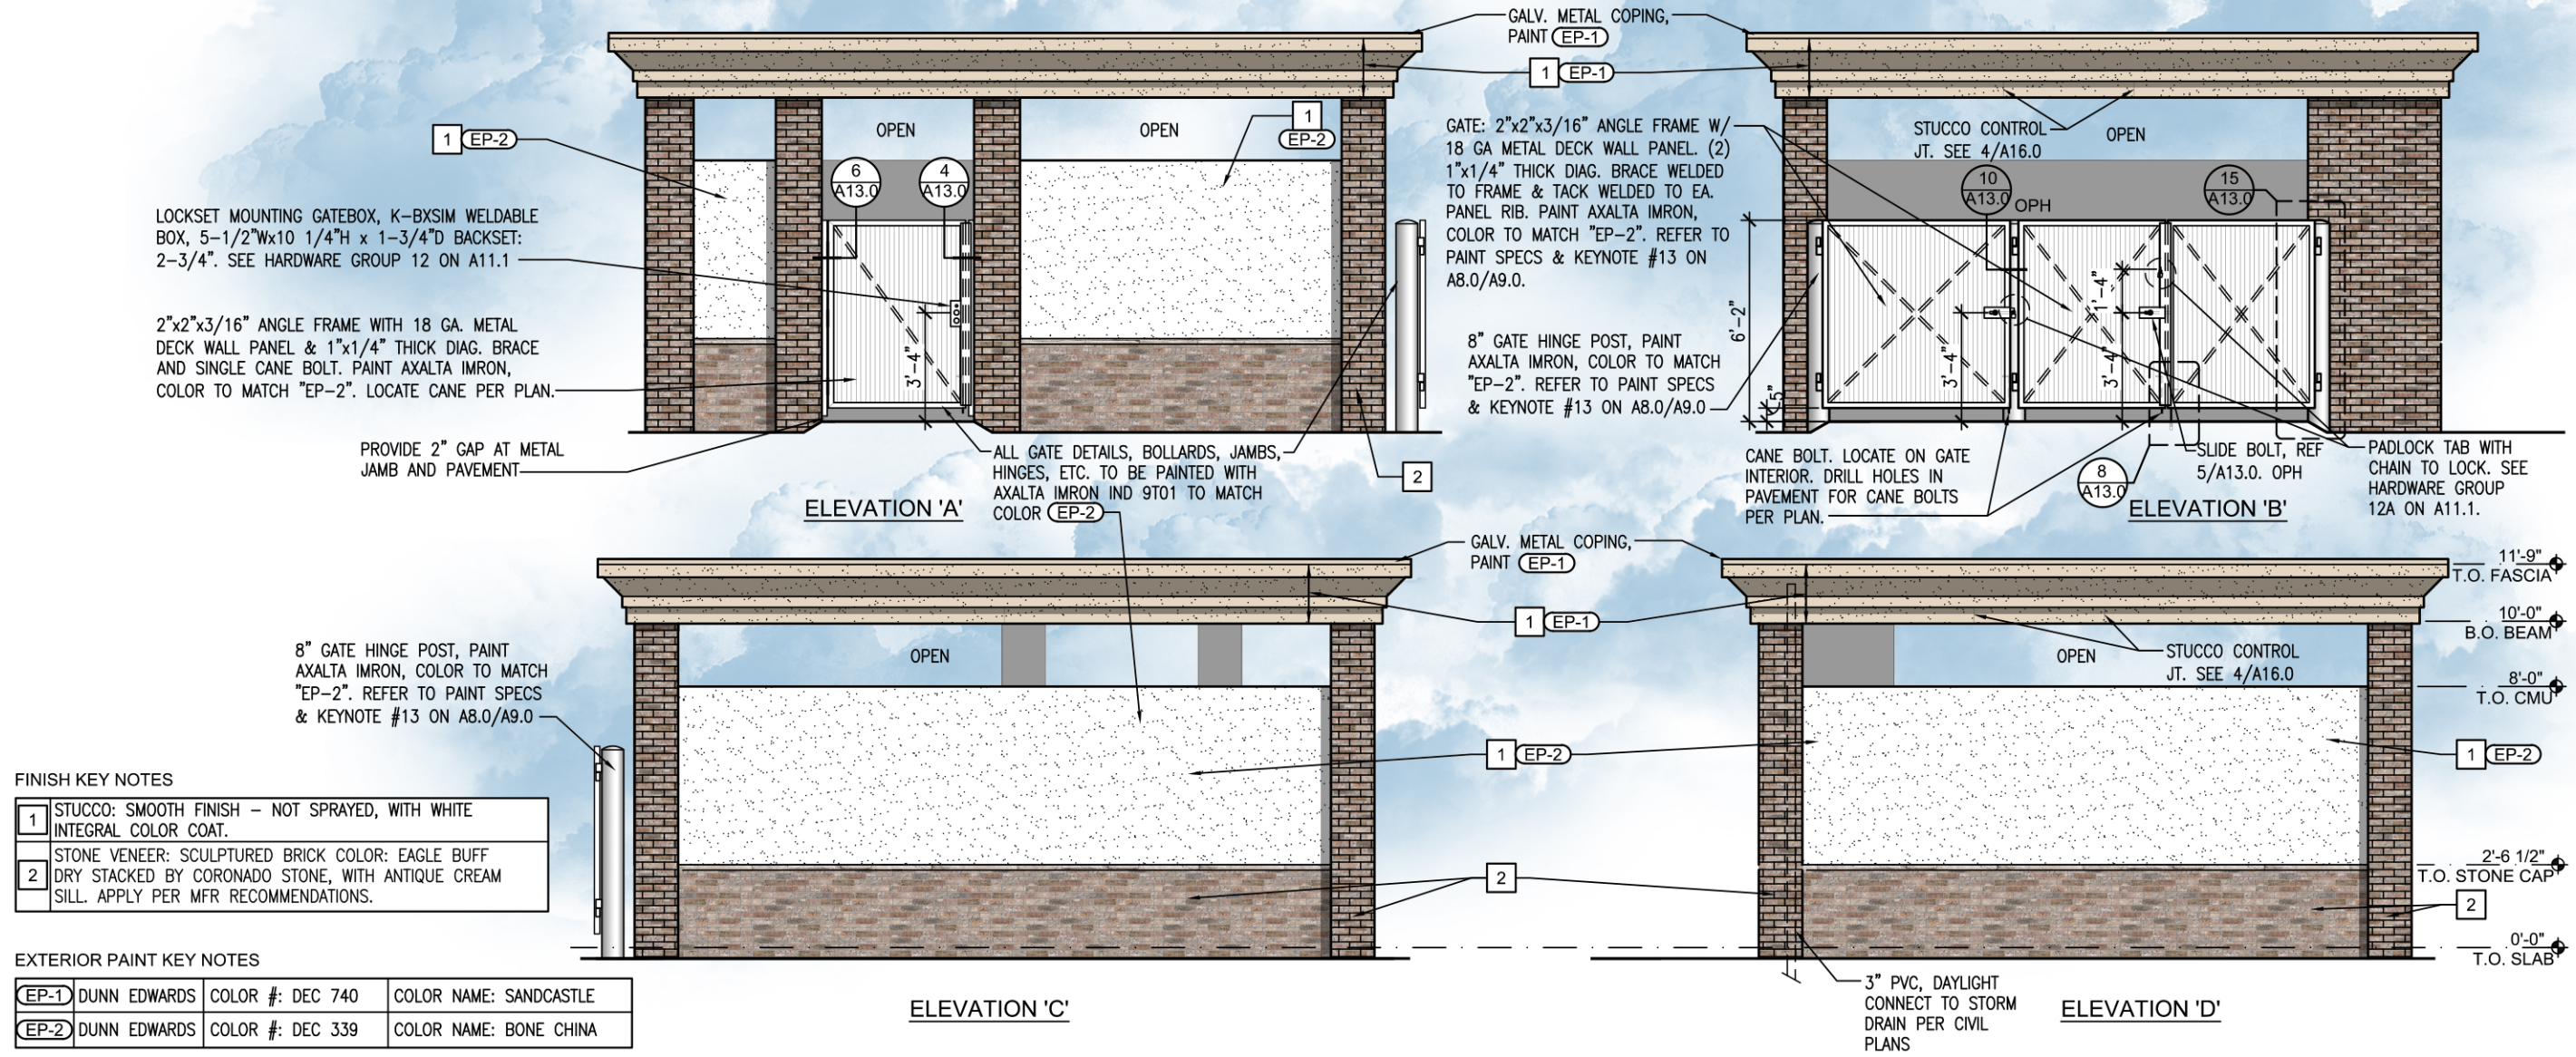 GALV. METAL COPING,
PAINT EP-1
1 EP-1
1 EP-2
OPEN
OPEN
1
EP-2
6
A13.0
4
A13.0
LOCKSET MOUNTING GATEBOX, K-BXSIM WELDABLE
BOX, 5-1/2"Wx10 1/4"H x 1-3/4"D BACKSET:
2-3/4". SEE HARDWARE GROUP 12 ON A11.1
2"x2"x3/16" ANGLE FRAME WITH 18 GA. METAL
DECK WALL PANEL & 1"x1/4" THICK DIAG. BRACE
AND SINGLE CANE BOLT. PAINT AXALTA IMRON,
COLOR TO MATCH "EP-2". LOCATE CANE PER PLAN.
3'-4"
PROVIDE 2" GAP AT METAL
JAMB AND PAVEMENT
ALL GATE DETAILS, BOLLARDS, JAMBS,
HINGES, ETC. TO BE PAINTED WITH
AXALTA IMRON IND 9T01 TO MATCH
COLOR EP-2
2
ELEVATION 'A'
GATE: 2"x2"x3/16" ANGLE FRAME W/
18 GA METAL DECK WALL PANEL. (2)
1"x1/4" THICK DIAG. BRACE WELDED
TO FRAME & TACK WELDED TO EA.
PANEL RIB. PAINT AXALTA IMRON,
COLOR TO MATCH "EP-2". REFER TO
PAINT SPECS & KEYNOTE #13 ON
A8.0/A9.0.
8" GATE HINGE POST, PAINT
AXALTA IMRON, COLOR TO MATCH
"EP-2". REFER TO PAINT SPECS
& KEYNOTE #13 ON A8.0/A9.0
STUCCO CONTROL
JT. SEE 4/A16.0
OPEN
10
A13.0 OPH
15
A13.0
6'-2"
5"
3'-4"
3'-4"
1'-4"
CANE BOLT. LOCATE ON GATE
INTERIOR. DRILL HOLES IN
PAVEMENT FOR CANE BOLTS
PER PLAN.
8
A13.0
SLIDE BOLT, REF
5/A13.0. OPH
PADLOCK TAB WITH
CHAIN TO LOCK. SEE
HARDWARE GROUP
12A ON A11.1.
ELEVATION 'B'
GALV. METAL COPING,
PAINT EP-1
1 EP-1
8" GATE HINGE POST, PAINT
AXALTA IMRON, COLOR TO MATCH
"EP-2". REFER TO PAINT SPECS
& KEYNOTE #13 ON A8.0/A9.0
OPEN
1 EP-2
2
ELEVATION 'C'
OPEN
STUCCO CONTROL
JT. SEE 4/A16.0
11'-9"
T.O. FASCIA
10'-0"
B.O. BEAM
8'-0"
T.O. CMU
1 EP-2
2'-6 1/2"
T.O. STONE CAP
2
0'-0"
T.O. SLAB
3" PVC, DAYLIGHT
CONNECT TO STORM
DRAIN PER CIVIL
PLANS
ELEVATION 'D'
FINISH KEY NOTES
1 STUCCO: SMOOTH FINISH – NOT SPRAYED, WITH WHITE
INTEGRAL COLOR COAT.
2 STONE VENEER: SCULPTURED BRICK COLOR: EAGLE BUFF
DRY STACKED BY CORONADO STONE, WITH ANTIQUE CREAM
SILL. APPLY PER MFR RECOMMENDATIONS.
EXTERIOR PAINT KEY NOTES
EP-1 DUNN EDWARDS COLOR #: DEC 740 COLOR NAME: SANDCASTLE
EP-2 DUNN EDWARDS COLOR #: DEC 339 COLOR NAME: BONE CHINA